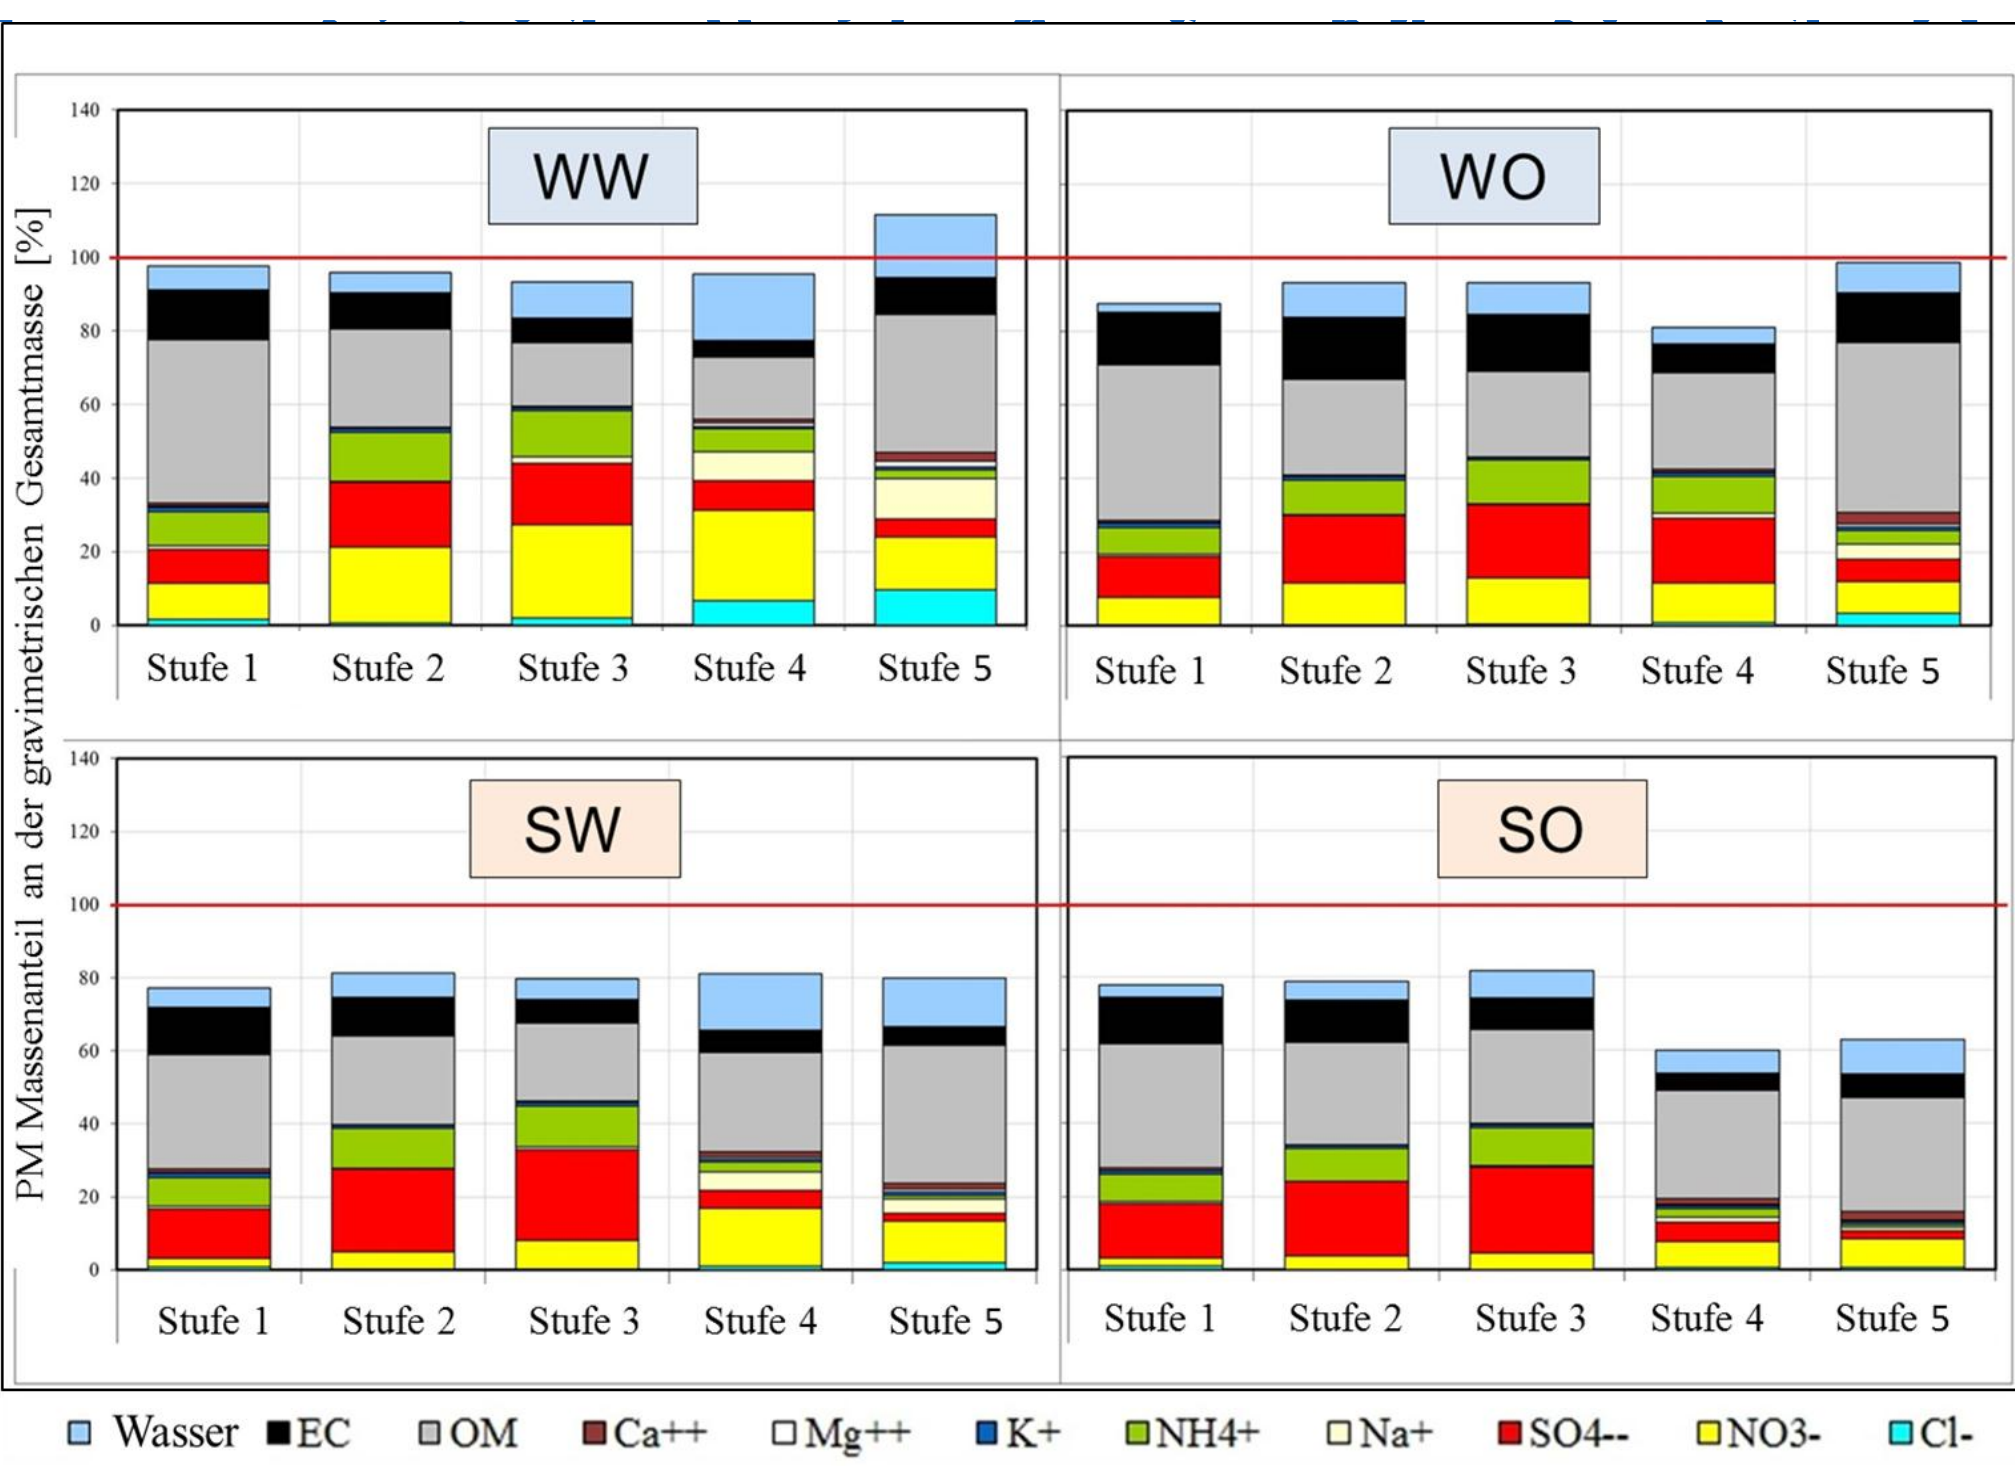 PM Massenanteil an der gravimetrischen Gesamtmasse [%]
140
120
100
80
60
40
20
0
WW
Stufe 1 Stufe 2 Stufe 3 Stufe 4 Stufe 5
WO
Stufe 1 Stufe 2 Stufe 3 Stufe 4 Stufe 5
140
120
100
80
60
40
20
0
SW
Stufe 1 Stufe 2 Stufe 3 Stufe 4 Stufe 5
SO
Stufe 1 Stufe 2 Stufe 3 Stufe 4 Stufe 5
Wasser EC OM Ca++ Mg++ K+ NH4+ Na+ SO4-- NO3- Cl-